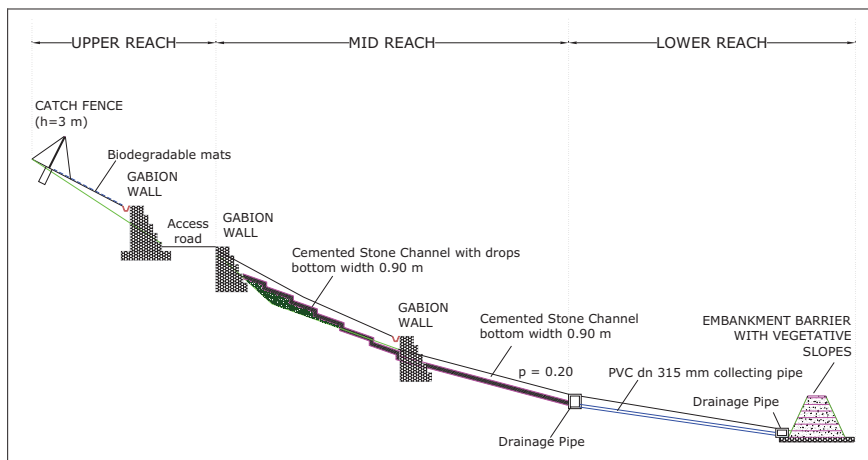 UPPER REACH
MID REACH
LOWER REACH
CATCH FENCE
(h=3 m)
Biodegradable mats
GABION
WALL
Access
road
GABION
WALL
Cemented Stone Channel with drops
bottom width 0.90 m
GABION
WALL
Cemented Stone Channel
bottom width 0.90 m
EMBANKMENT BARRIER
WITH VEGETATIVE
SLOPES
p = 0.20
PVC dn 315 mm collecting pipe
Drainage Pipe
Drainage Pipe